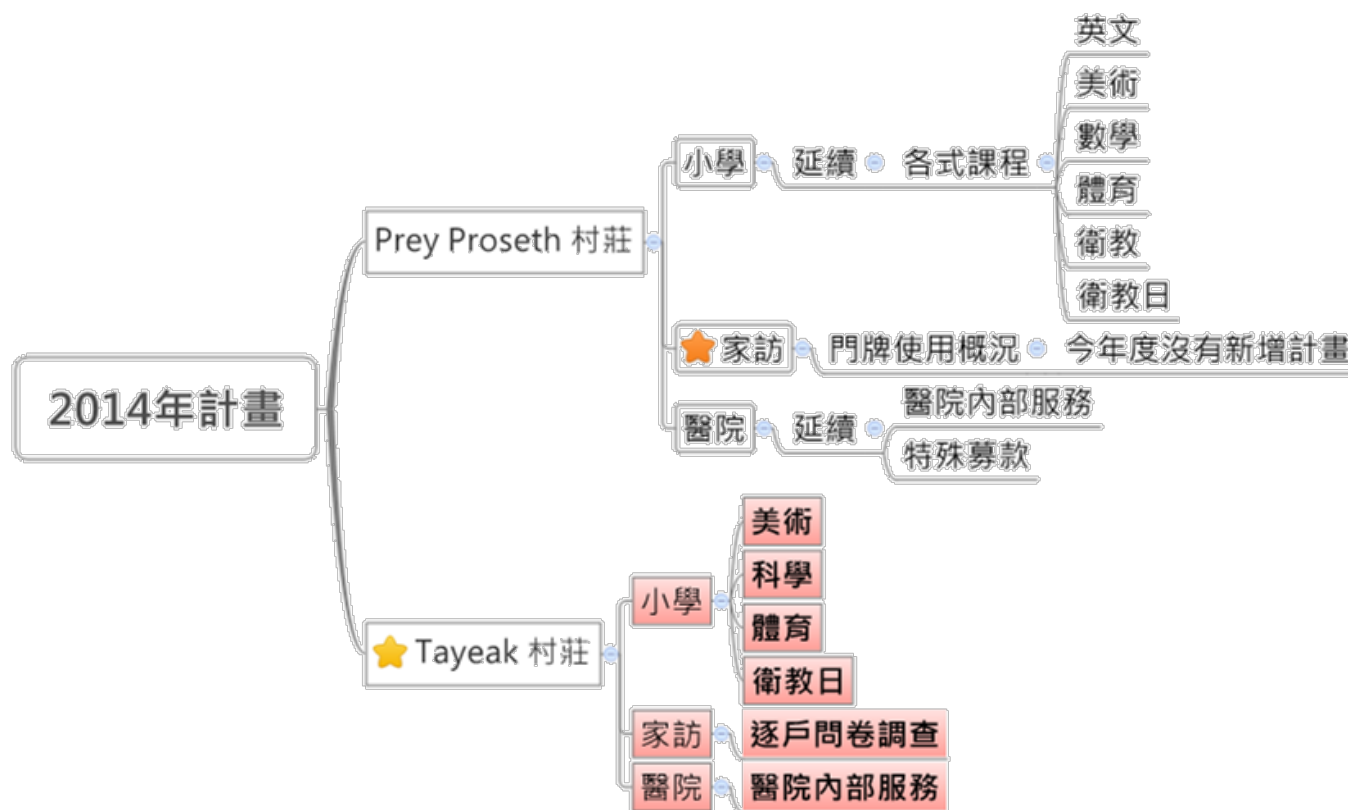 2014年計畫
Prey Proseth 村莊
小學
延續
各式課程
英文
美術
數學
體育
衛教
衛教日
家訪
門牌使用概況
今年度沒有新增計畫
醫院
延續
醫院內部服務
特殊募款
Tayeak 村莊
小學
美術
科學
體育
衛教日
家訪
逐戶問卷調查
醫院
醫院內部服務